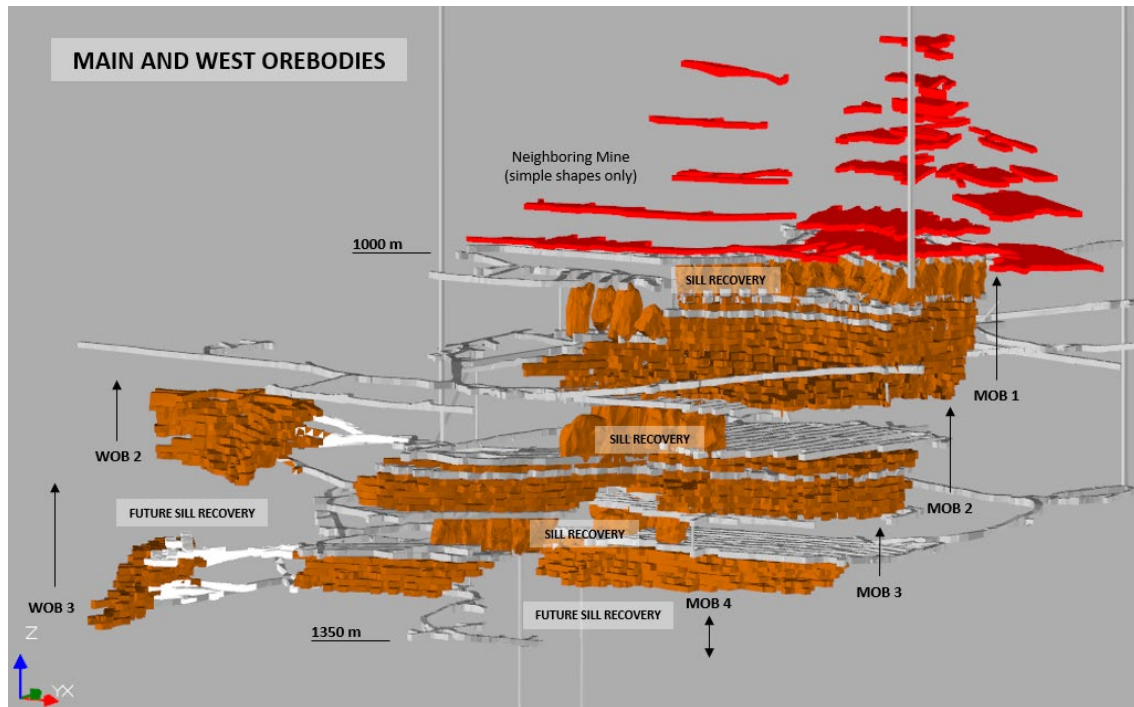 MAIN AND WEST OREBODIES
Neighboring Mine
(simple shapes only)
1000 m
SILL RECOVERY
MOB 1
WOB 2
SILL RECOVERY
MOB 2
FUTURE SILL RECOVERY
SILL RECOVERY
MOB 3
WOB 3
MOB 4
FUTURE SILL RECOVERY
1350 m
Z
YX